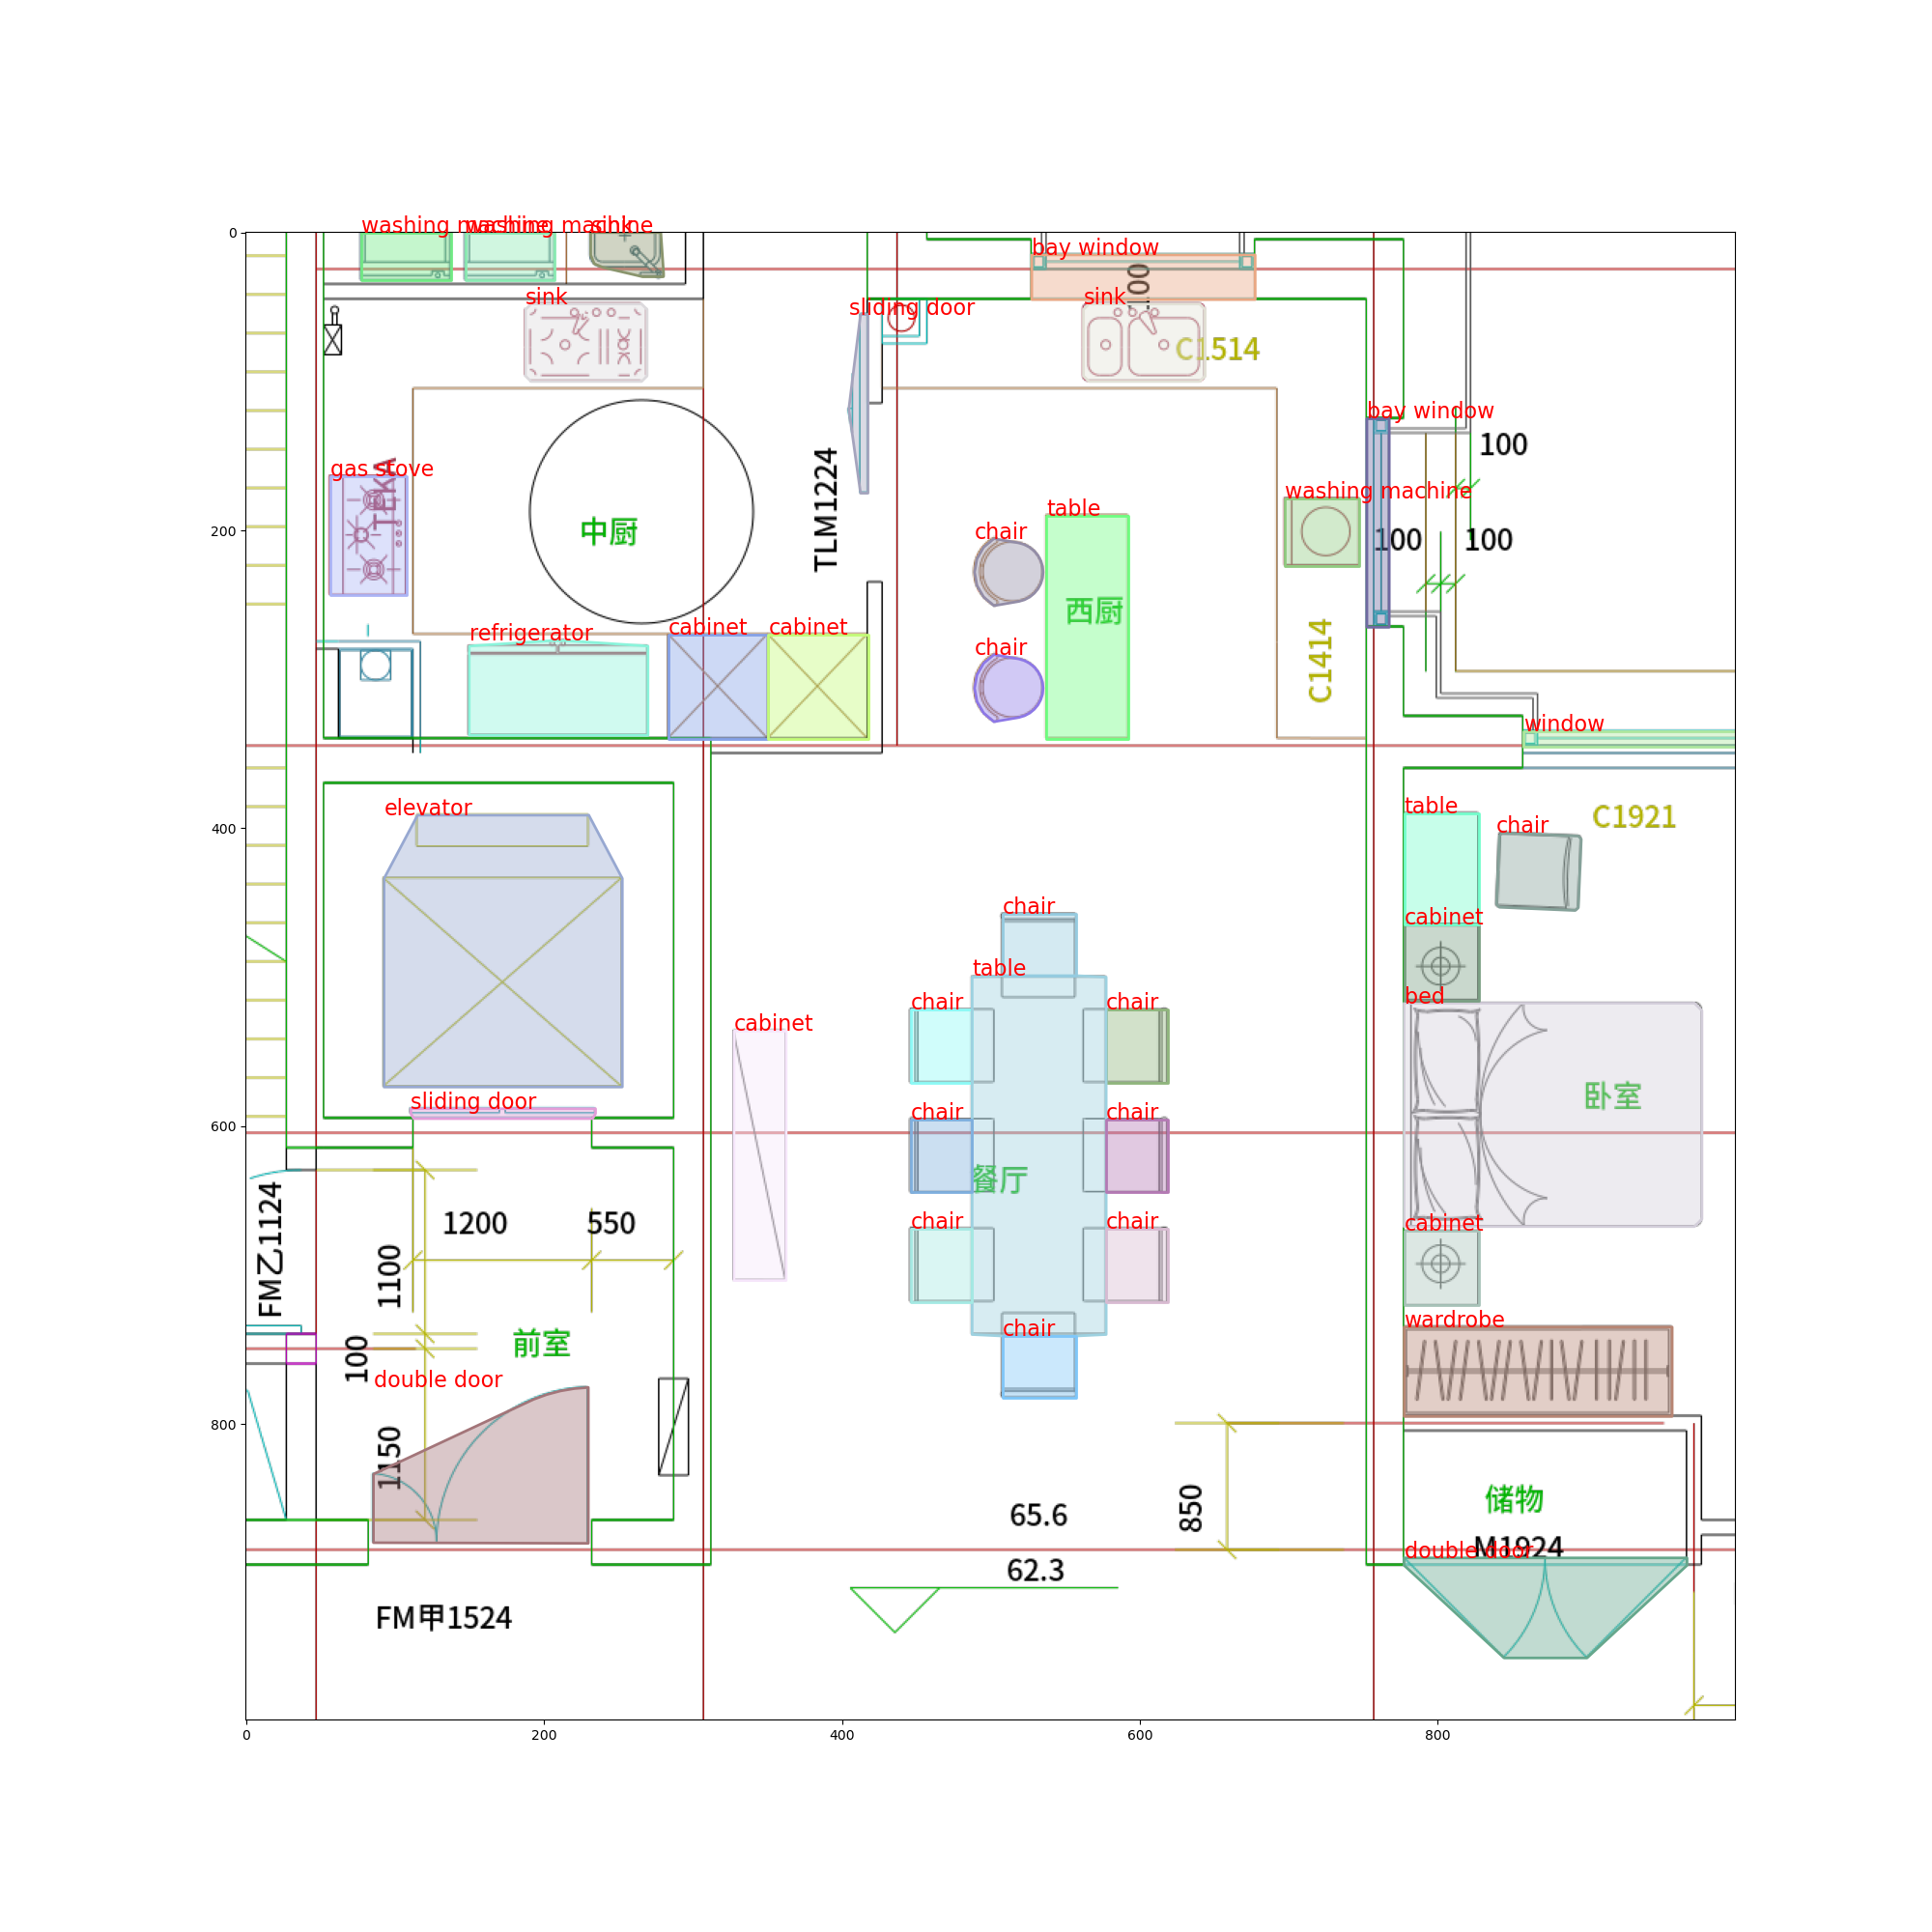 washing machine
washing machine
sink
0
bay window
100
sink
sliding door
sink
C1514
bay window
100
gas stove
TEKA
TLM1224
washing machine
table
chair
中厨
200
100
100
西厨
refrigerator
cabinet
cabinet
chair
C1414
window
elevator
table
chair
C1921
400
chair
cabinet
table
bed
chair
chair
cabinet
sliding door
卧室
chair
chair
600
餐厅
FM乙1124
1200
550
chair
chair
cabinet
1100
前室
100
chair
wardrobe
double door
800
1150
850
65.6
储物
M1924
double door
62.3
FM甲1524
0
200
400
600
800